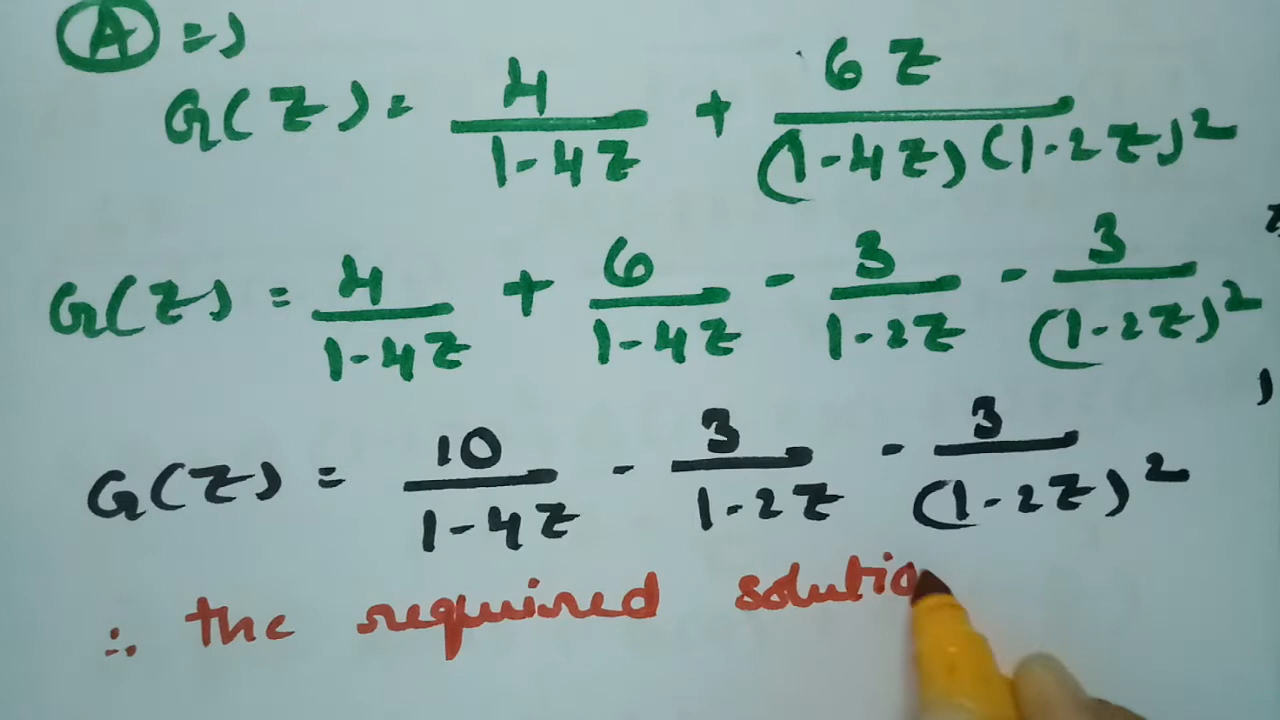 A =>
G(Z) = 4/(1-4Z) + 6Z/((1-4Z)(1-2Z)²)
G(Z) = 4/(1-4Z) + 6/(1-4Z) - 3/(1-2Z) - 3/(1-2Z)²
G(Z) = 10/(1-4Z) - 3/(1-2Z) - 3/(1-2Z)²
∴ the required solutio